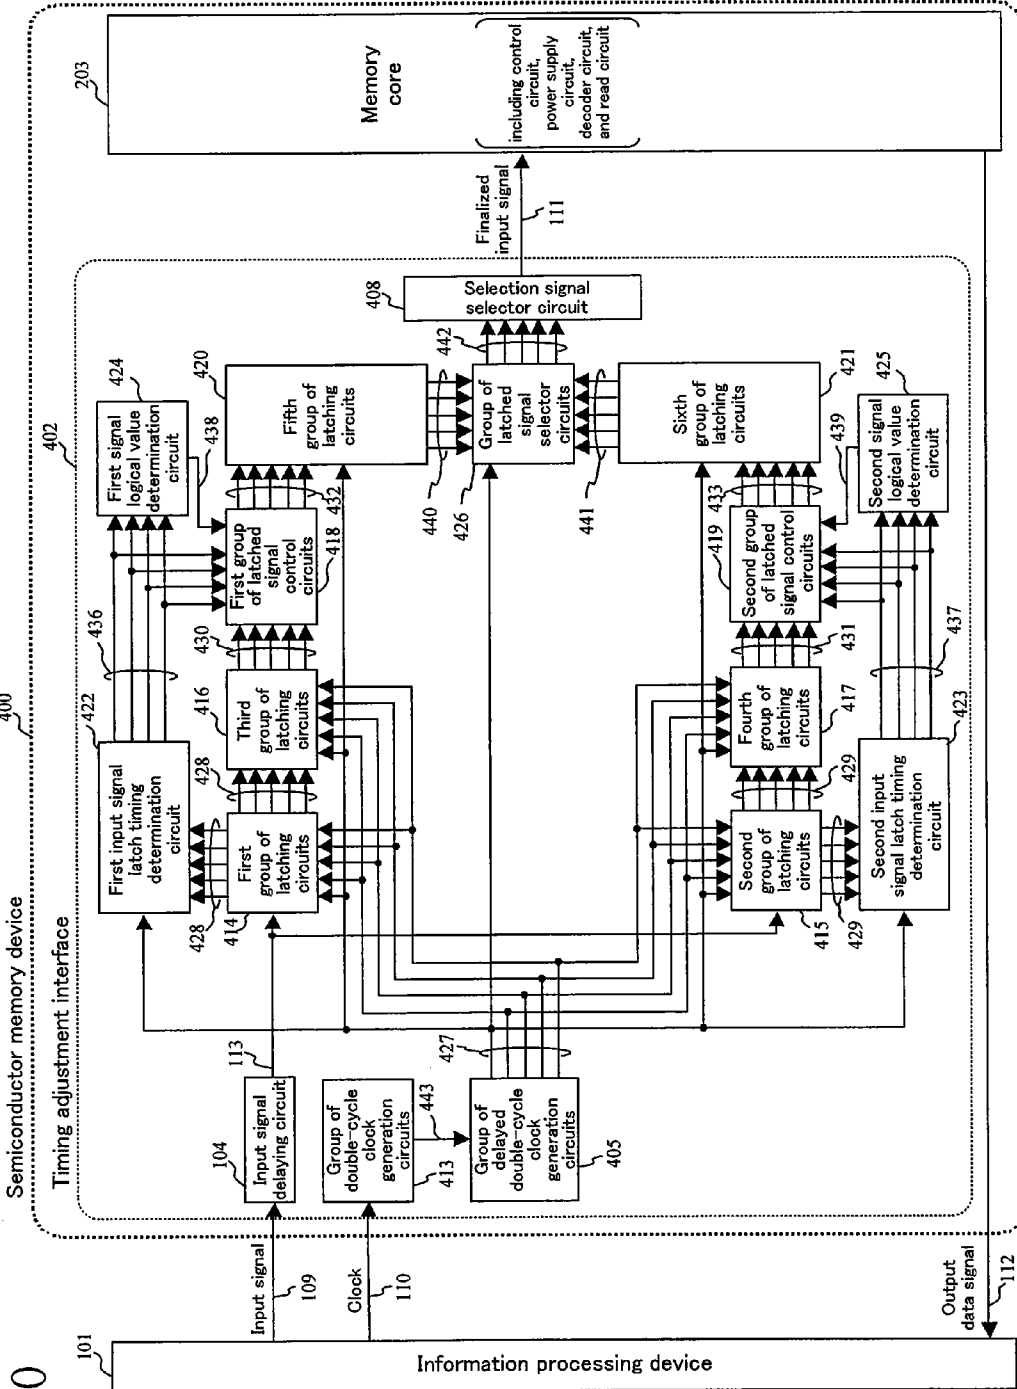 Semiconductor memory device
400
Timing adjustment interface
402
101
Information processing device
Input signal
109
Clock
110
Output
data signal
112
104
Input signal
delaying circuit
113
Group of
double-cycle
clock
generation
circuits
413
443
Group of
delayed
double-cycle
clock
generation
circuits
405
427
422
First input signal
latch timing
determination
circuit
428
414
First
group of
latching
circuits
428
416
Third
group of
latching
circuits
430
436
First group
of latched
signal
control
circuits
418
424
First signal
logical value
determination
circuit
438
432
420
Fifth
group of
latching
circuits
440
426
Group of
latched
signal
selector
circuits
442
408
Selection signal
selector circuit
441
Sixth
group of
latching
circuits
421
433
419
Second group
of latched
signal control
circuits
439
Second signal
logical value
determination
circuit
425
431
Fourth
group of
latching
circuits
417
429
Second
group of
latching
circuits
415
429
Second input
signal latch timing
determination
circuit
423
437
Finalized
input signal
111
203
Memory
core
including control
circuit,
power supply
circuit,
decoder circuit,
and read circuit